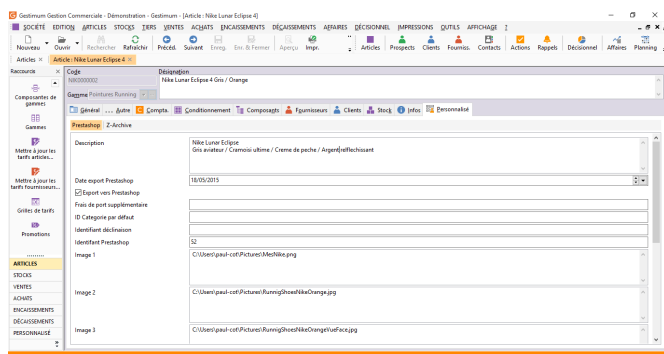 Gestimum Gestion Commerciale - Démonstration - Gestimum - [Article : Nike Lunar Eclipse 4]
SOCIÉTÉ EDITION ARTICLES STOCKS TIERS VENTES ACHATS ENCAISSEMENTS DÉCAISSEMENTS AFFAIRES DÉCISIONNEL IMPRESSIONS OUTILS AFFICHAGE ?
Nouveau Ouvrir Rechercher Rafraîchir Précéd. Suivant Enreg. Enr. & Fermer Aperçu Impr. Articles Prospects Clients Fourniss. Contacts Actions Rappels Décisionnel Affaires Planning
Articles × Article : Nike Lunar Eclipse 4 ×
Raccourcis ×
Composantes de gammes
Gammes
Mettre à jour les tarifs articles...
Mettre à jour les tarifs fournisseurs...
Grilles de tarifs
Promotions
ARTICLES
STOCKS
VENTES
ACHATS
ENCAISSEMENTS
DÉCAISSEMENTS
PERSONNALISÉ
Code Désignation
NIK0000002 Nike Lunar Eclipse 4 Gris / Orange
Gamme Pointures Running
Général ... Autre Compta. Conditionnement Composants Fournisseurs Clients Stock Infos Personnalisé
Prestashop Z-Archive
Description Nike Lunar Eclipse
Gris aviateur / Cramoisi ultime / Creme de peche / Argent relflechissant
Date export Prestashop 18/05/2015
Export vers Prestashop
Frais de port supplémentaire
ID Categorie par défaut
Identifiant déclinaison
Identifant Prestashop 52
Image 1 C:\Users\paul-cot\Pictures\MesNike.png
Image 2 C:\Users\paul-cot\Pictures\RunnigShoesNikeOrange.jpg
Image 3 C:\Users\paul-cot\Pictures\RunnigShoesNikeOrangeVueFace.jpg